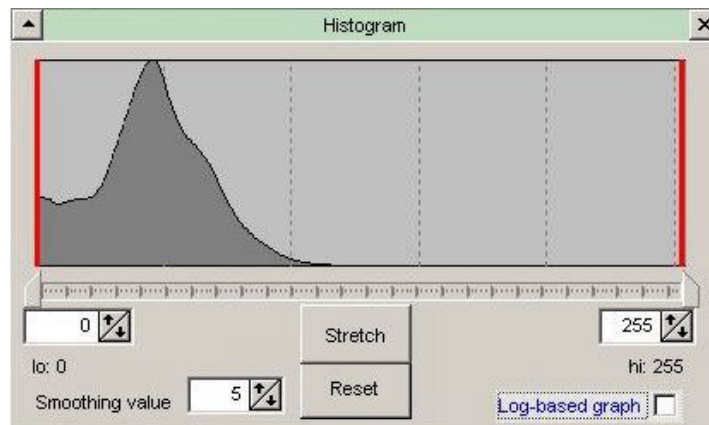 Histogram
0
Stretch
255
lo: 0
hi: 255
Smoothing value
5
Reset
Log-based graph